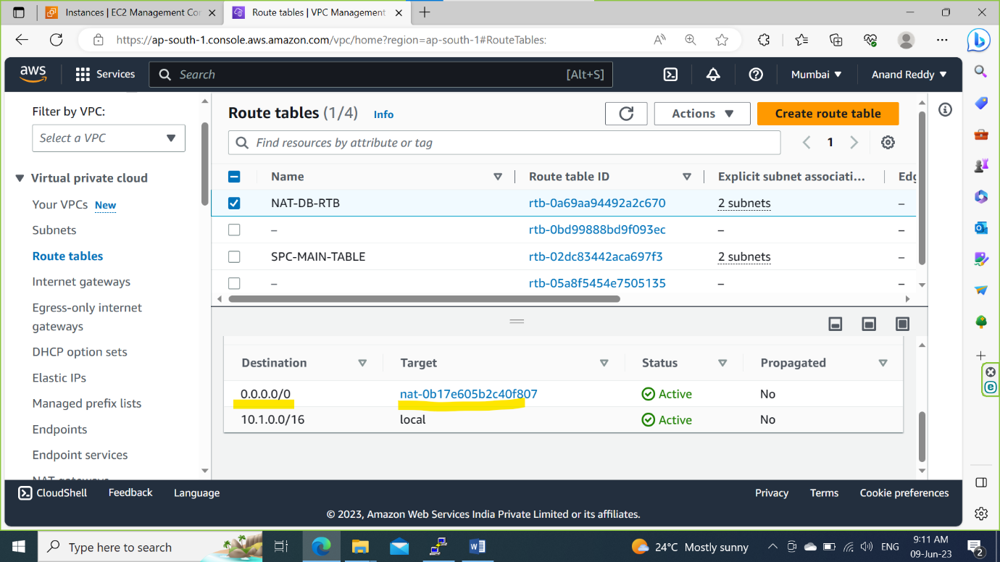 Instances | EC2 Management Co
Route tables | VPC Management
https://ap-south-1.console.aws.amazon.com/vpc/home?region=ap-south-1#RouteTables:
aws
Services
Search
[Alt+S]
Mumbai
Anand Reddy
Filter by VPC:
Select a VPC
Virtual private cloud
Your VPCs New
Subnets
Route tables
Internet gateways
Egress-only internet
gateways
DHCP option sets
Elastic IPs
Managed prefix lists
Endpoints
Endpoint services
NAT gateways
Route tables (1/4) Info
Actions
Create route table
Find resources by attribute or tag
1
Name Route table ID Explicit subnet associati... Edg
NAT-DB-RTB rtb-0a69aa94492a2c670 2 subnets –
– rtb-0bd99888bd9f093ec – –
SPC-MAIN-TABLE rtb-02dc83442aca697f3 2 subnets –
– rtb-05a8f5454e7505135 – –
Destination Target Status Propagated
0.0.0.0/0 nat-0b17e605b2c40f807 Active No
10.1.0.0/16 local Active No
CloudShell Feedback Language
Privacy Terms Cookie preferences
© 2023, Amazon Web Services India Private Limited or its affiliates.
Type here to search
24°C Mostly sunny
ENG
9:11 AM
09-Jun-23
2